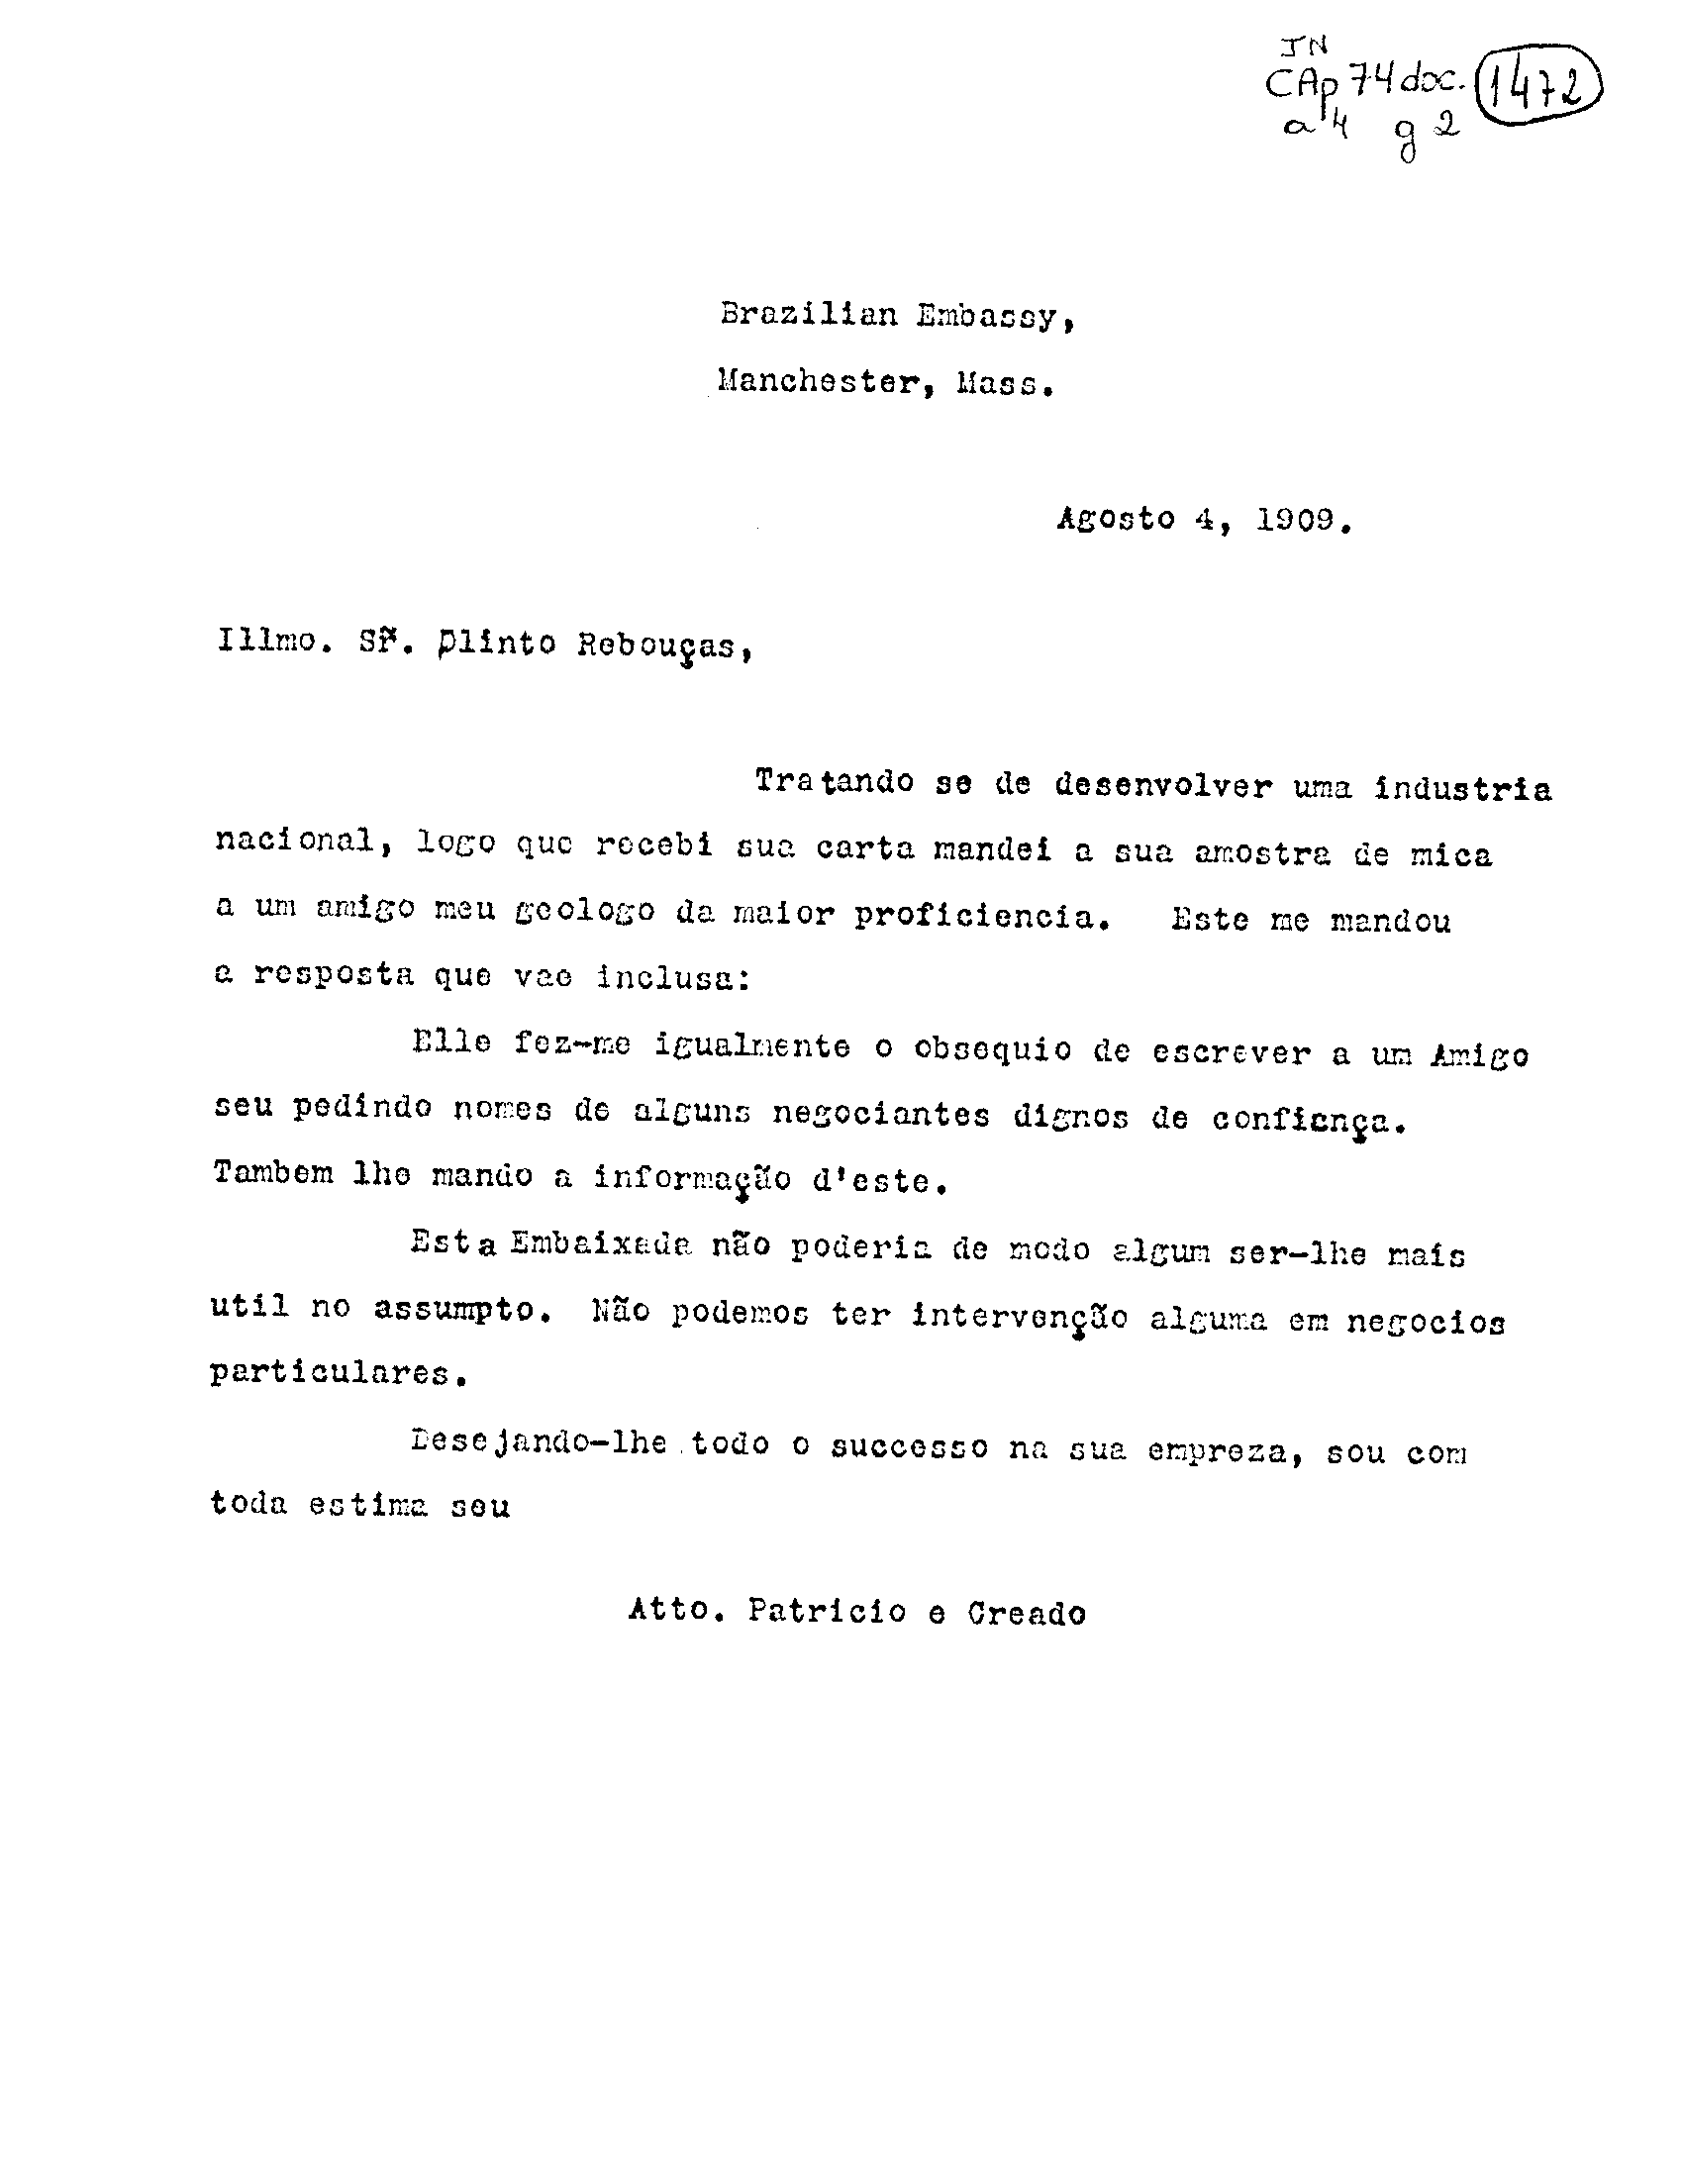 JN
CAp 74 doc. 1472
a 4 g 2
Brazilian Embassy,
Manchester, Mass.
Agosto 4, 1909.
Illmo. Sr. Plinto Rebouças,
Tratando se de desenvolver uma industria
nacional, logo que recebi sua carta mandei a sua amostra de mica
a um amigo meu geologo da maior proficiencia. Este me mandou
a resposta que vae inclusa:
Elle fez-me igualmente o obsequio de escrever a um Amigo
seu pedindo nomes de alguns negociantes dignos de confiança.
Tambem lhe mando a informação d'este.
Esta Embaixada não poderia de modo algum ser-lhe mais
util no assumpto. Não podemos ter intervenção alguma em negocios
particulares.
Desejando-lhe todo o successo na sua empreza, sou com
toda estima seu
Atto. Patricio e Creado